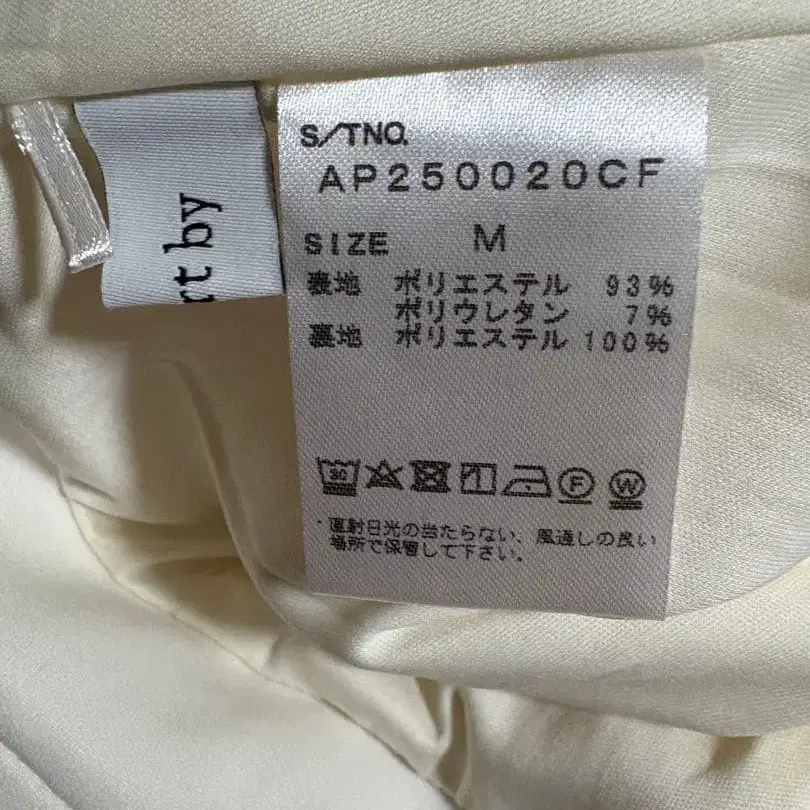 S/TNO.
AP250020CF
SIZE M
表地 ポリエステル 93%
ポリウレタン 7%
裏地 ポリエステル 100%
30
F W
・直射日光の当たらない、風通しの良い
場所で保管して下さい。
rt by